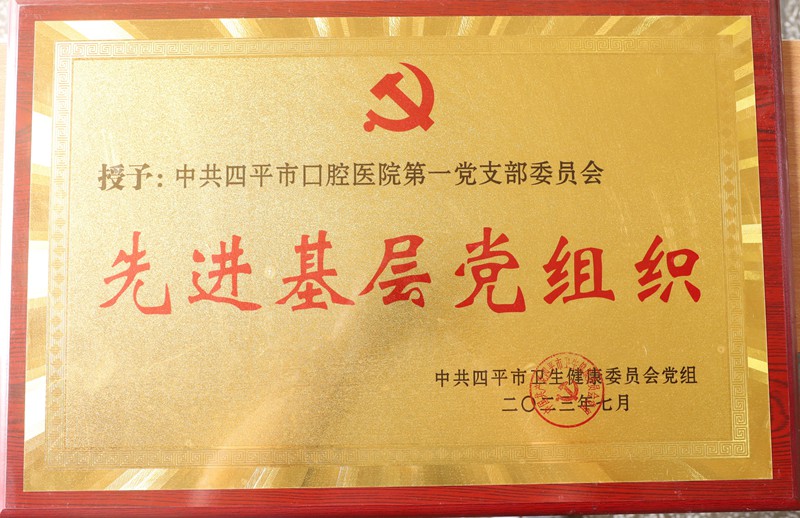 授予：中共四平市口腔医院第一党支部委员会
先进基层党组织
中共四平市卫生健康委员会党组
二〇二三年七月